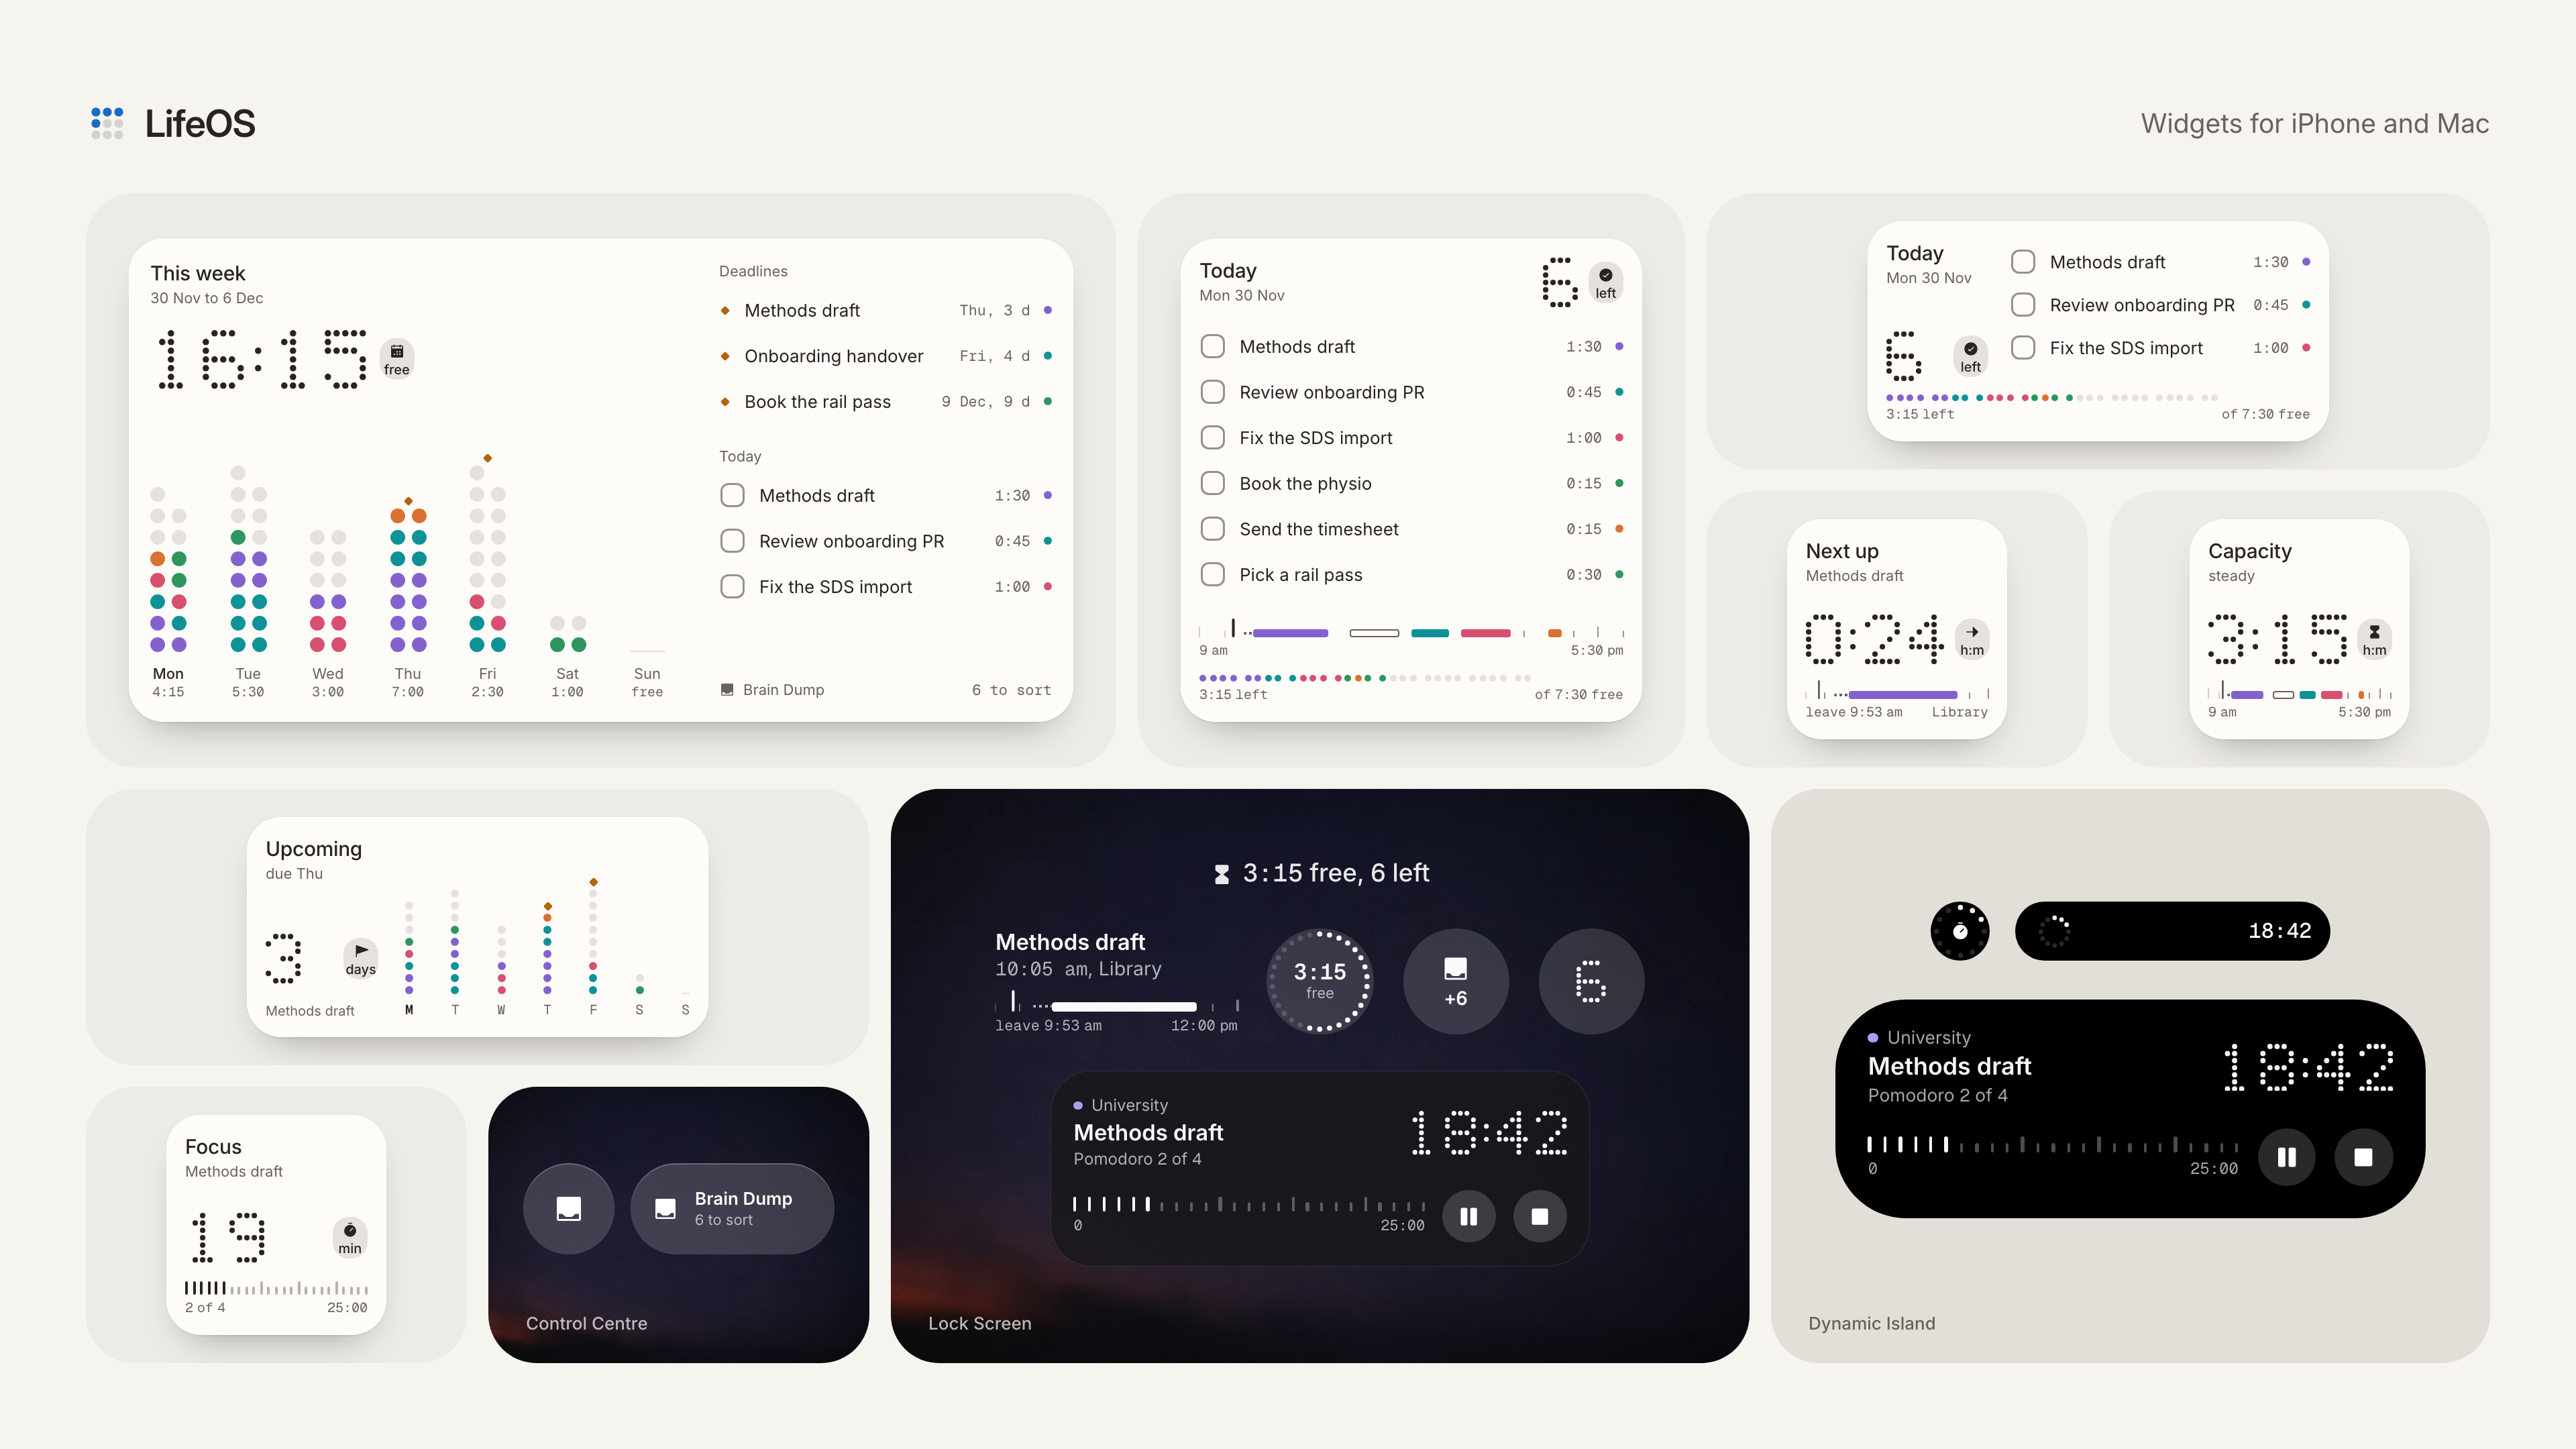 LifeOS
Widgets for iPhone and Mac
This week
30 Nov to 6 Dec
16:15
free
Mon
4:15
Tue
5:30
Wed
3:00
Thu
7:00
Fri
2:30
Sat
1:00
Sun
free
Deadlines
Methods draft Thu, 3 d
Onboarding handover Fri, 4 d
Book the rail pass 9 Dec, 9 d
Today
Methods draft 1:30
Review onboarding PR 0:45
Fix the SDS import 1:00
Brain Dump 6 to sort
Today
Mon 30 Nov
6
left
Methods draft 1:30
Review onboarding PR 0:45
Fix the SDS import 1:00
Book the physio 0:15
Send the timesheet 0:15
Pick a rail pass 0:30
9 am 5:30 pm
3:15 left of 7:30 free
Today
Mon 30 Nov
6
left
Methods draft 1:30
Review onboarding PR 0:45
Fix the SDS import 1:00
3:15 left of 7:30 free
Next up
Methods draft
0:24
h:m
leave 9:53 am Library
Capacity
steady
3:15
h:m
9 am 5:30 pm
Upcoming
due Thu
3
days
Methods draft
M T W T F S S
Focus
Methods draft
19
min
2 of 4 25:00
Brain Dump
6 to sort
Control Centre
3:15 free, 6 left
Methods draft
10:05 am, Library
leave 9:53 am 12:00 pm
3:15
free
+6
6
University
Methods draft
Pomodoro 2 of 4
18:42
0 25:00
Lock Screen
18:42
University
Methods draft
Pomodoro 2 of 4
18:42
0 25:00
Dynamic Island